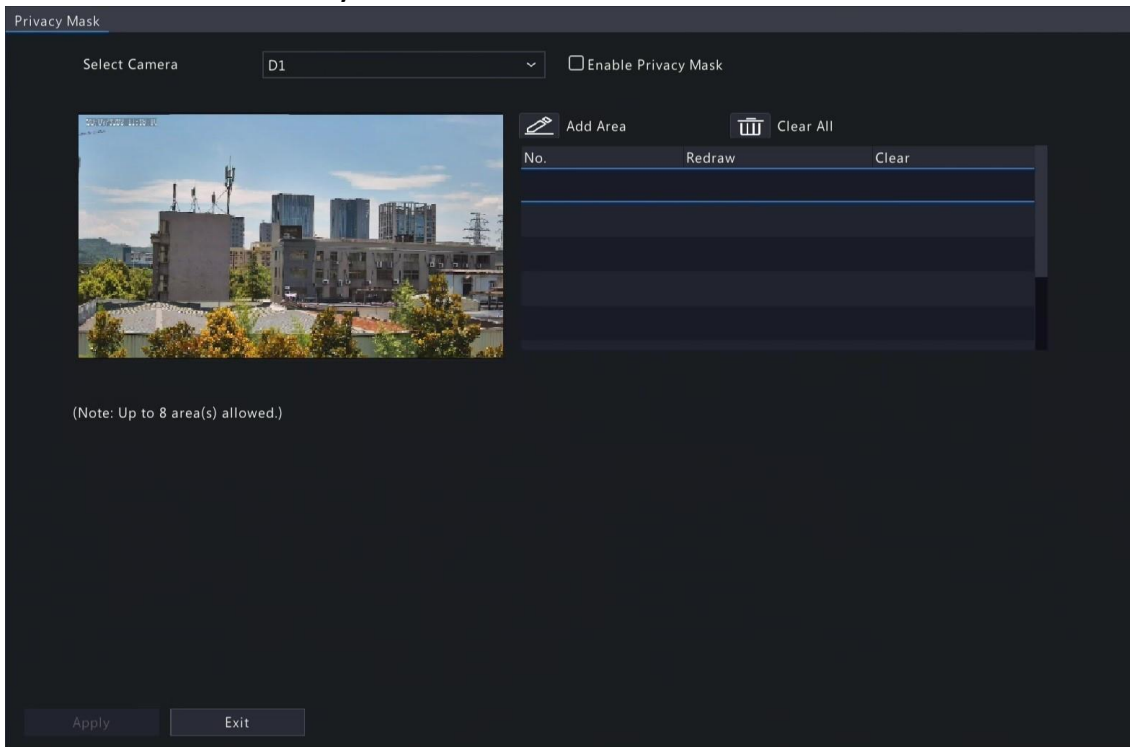 Privacy Mask
Select Camera D1 Enable Privacy Mask
Add Area Clear All
No. Redraw Clear
(Note: Up to 8 area(s) allowed.)
Apply Exit